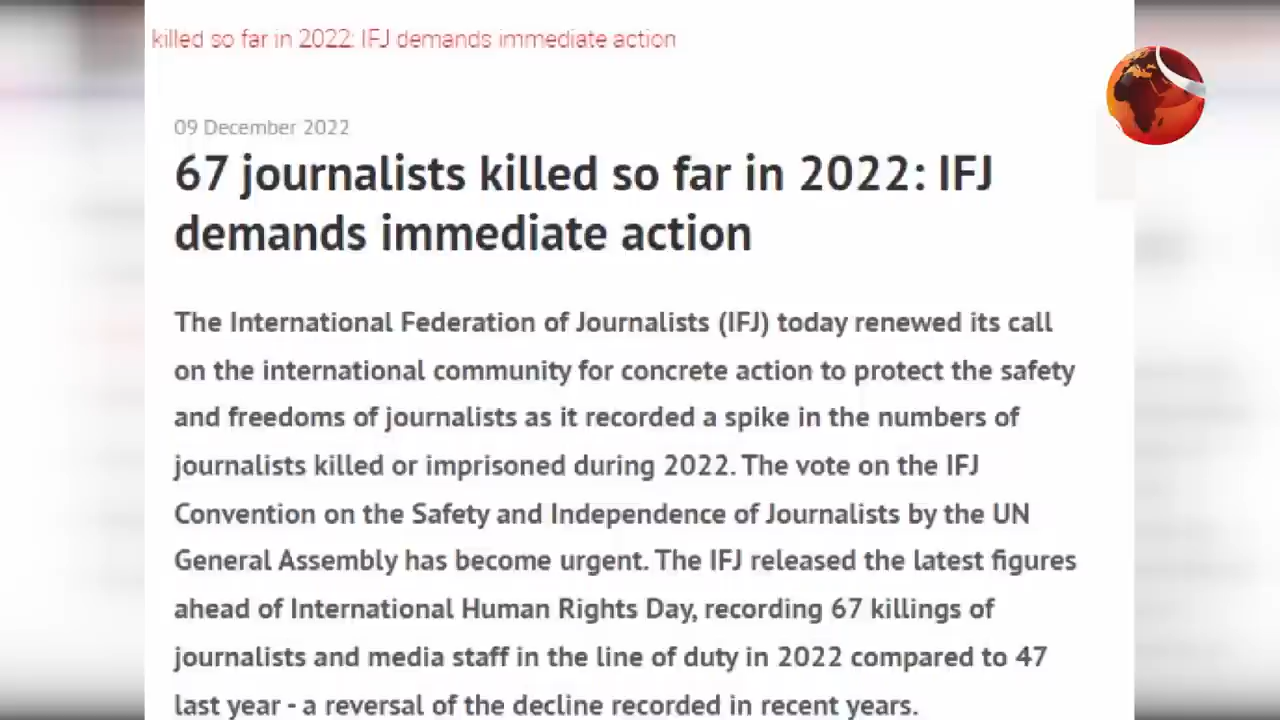 killed so far in 2022: IFJ demands immediate action
09 December 2022
67 journalists killed so far in 2022: IFJ
demands immediate action
The International Federation of Journalists (IFJ) today renewed its call
on the international community for concrete action to protect the safety
and freedoms of journalists as it recorded a spike in the numbers of
journalists killed or imprisoned during 2022. The vote on the IFJ
Convention on the Safety and Independence of Journalists by the UN
General Assembly has become urgent. The IFJ released the latest figures
ahead of International Human Rights Day, recording 67 killings of
journalists and media staff in the line of duty in 2022 compared to 47
last year - a reversal of the decline recorded in recent years.